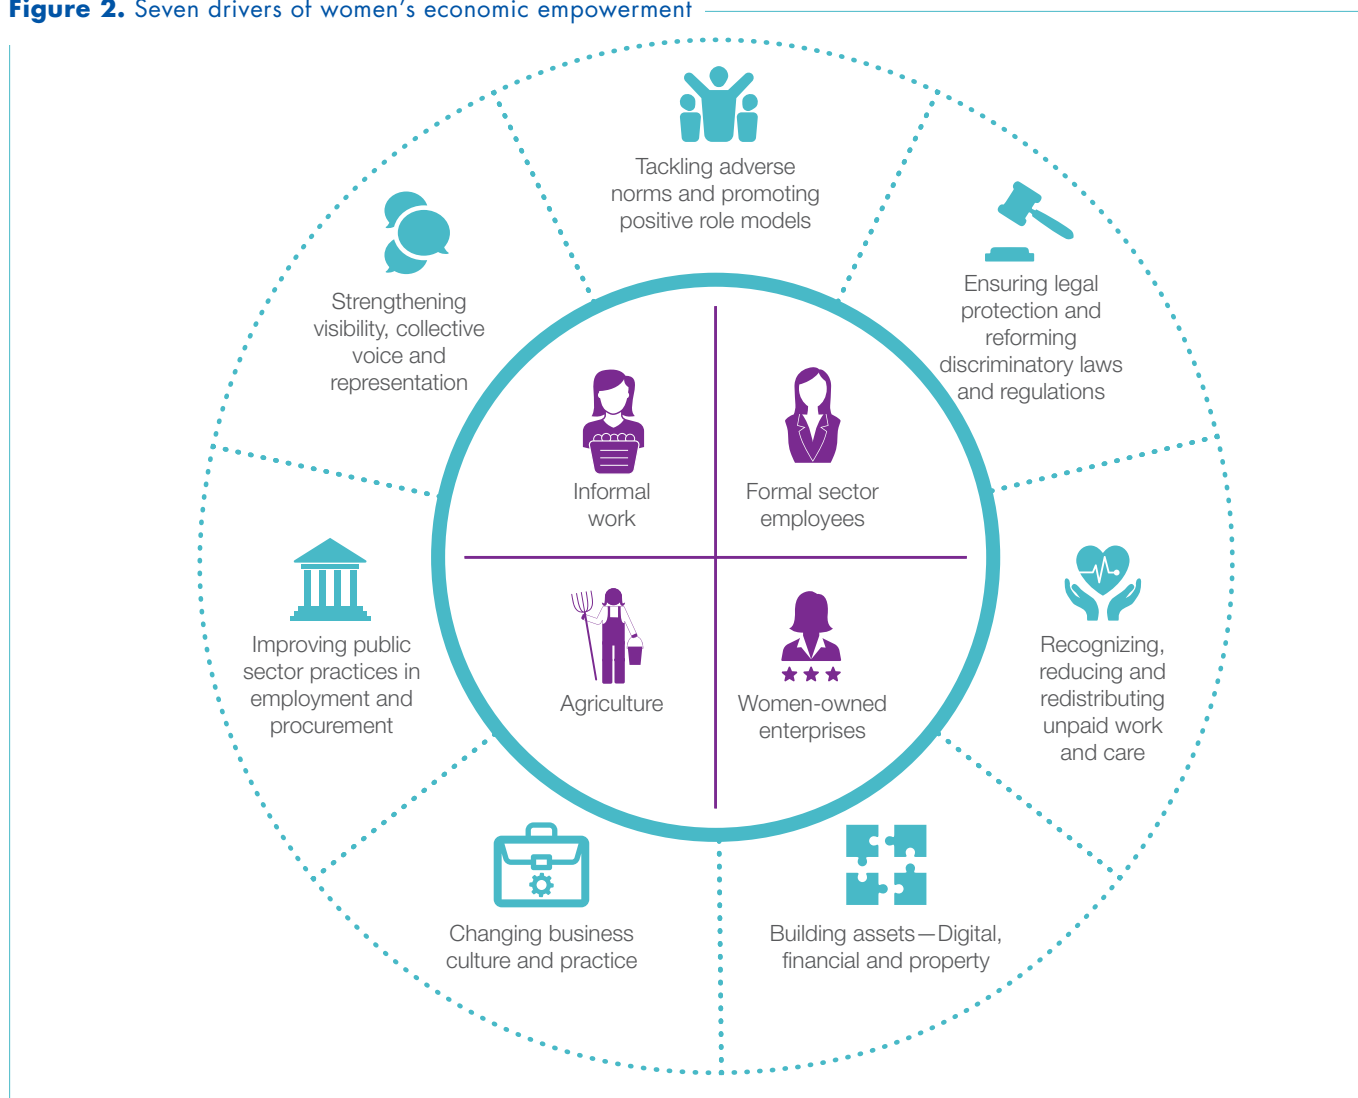 Figure 2. Seven drivers of women’s economic empowerment
Tackling adverse
norms and promoting
positive role models
Ensuring legal
protection and
reforming
discriminatory laws
and regulations
Recognizing,
reducing and
redistributing
unpaid work
and care
Building assets—Digital,
financial and property
Changing business
culture and practice
Improving public
sector practices in
employment and
procurement
Strengthening
visibility, collective
voice and
representation
Informal
work
Formal sector
employees
Agriculture
Women-owned
enterprises